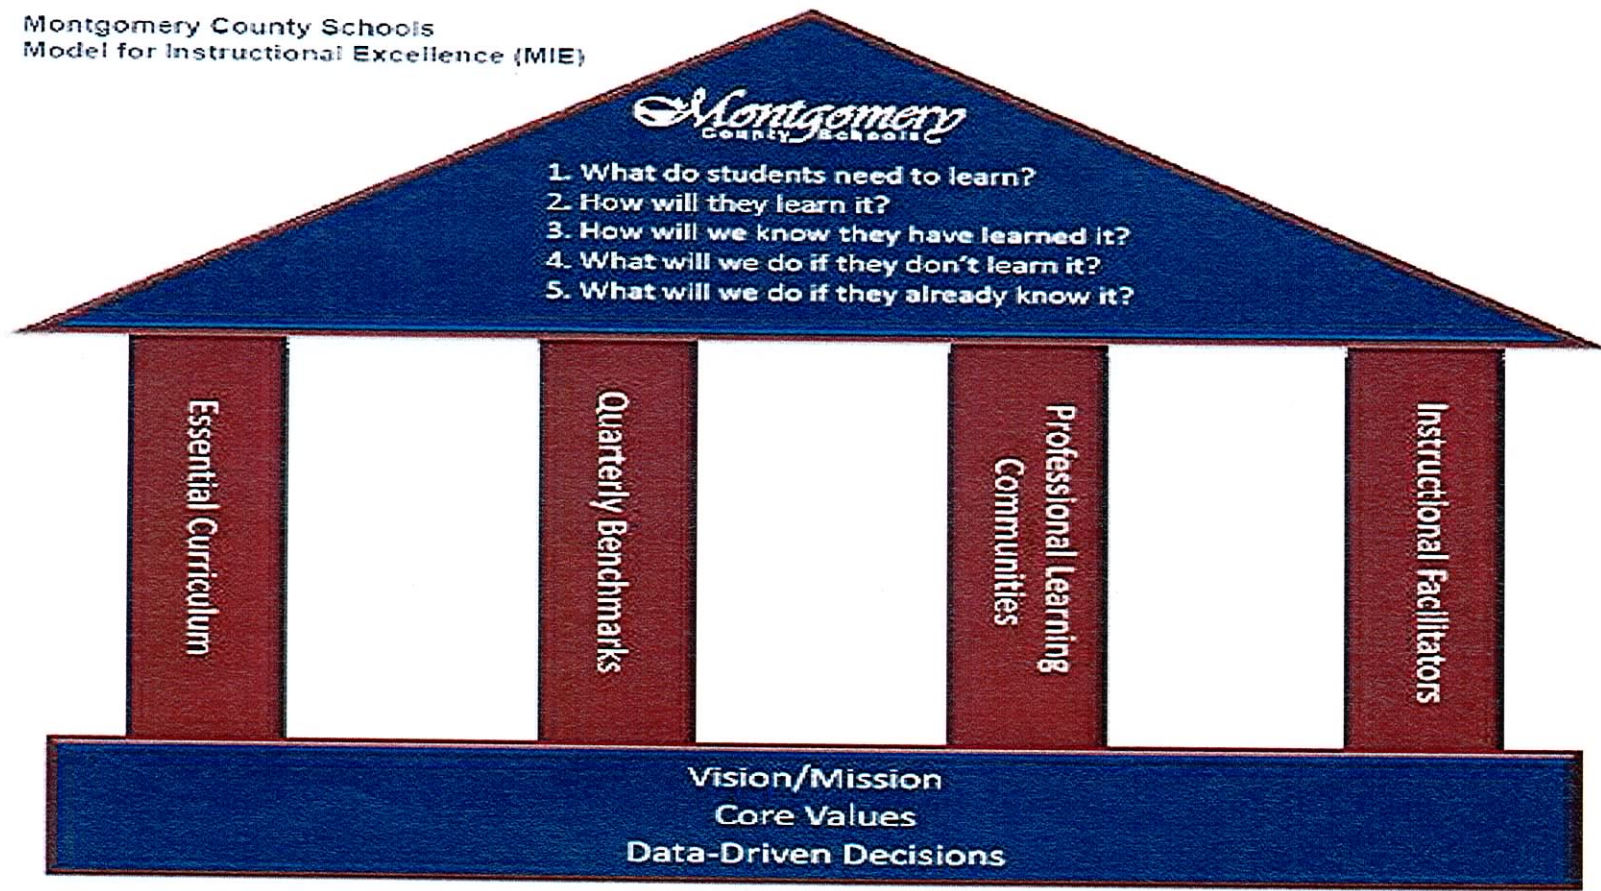 Montgomery County Schools
Model for Instructional Excellence (MIE)
Montgomery
County Schools
1. What do students need to learn?
2. How will they learn it?
3. How will we know they have learned it?
4. What will we do if they don't learn it?
5. What will we do if they already know it?
Essential Curriculum
Quarterly Benchmarks
Professional Learning
Communities
Instructional Facilitators
Vision/Mission
Core Values
Data-Driven Decisions